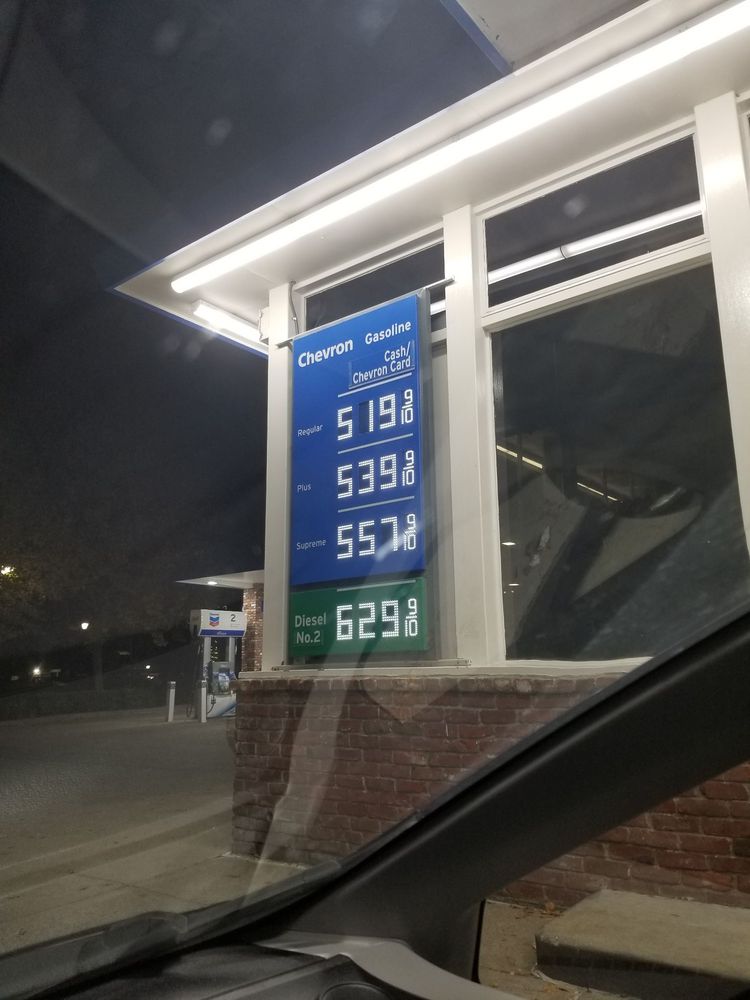 Chevron Gasoline
Cash/
Chevron Card
Regular 519 9/10
Plus 539 9/10
Supreme 557 9/10
Diesel
No.2 629 9/10
2